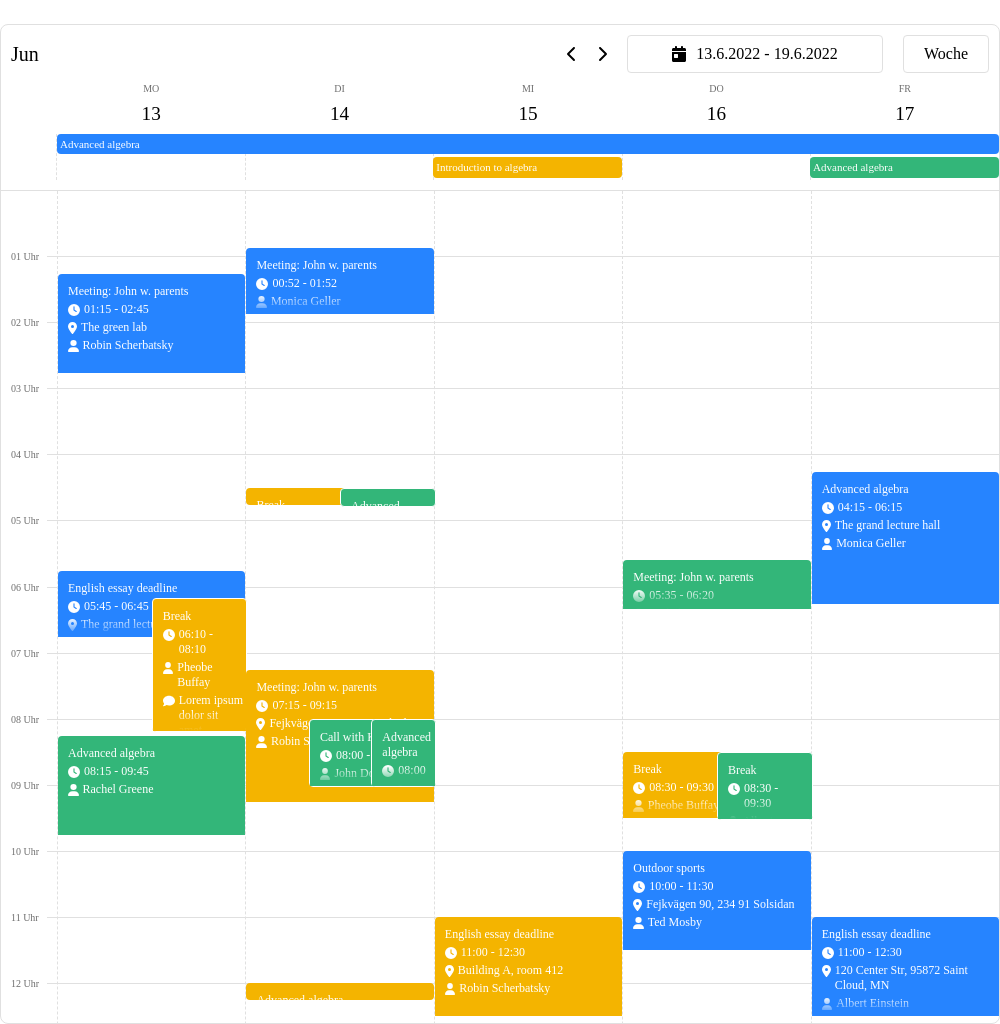 Jun
13.6.2022 - 19.6.2022
Woche
MO
13
DI
14
MI
15
DO
16
FR
17
Advanced algebra
Introduction to algebra
Advanced algebra
01 Uhr
02 Uhr
03 Uhr
04 Uhr
05 Uhr
06 Uhr
07 Uhr
08 Uhr
09 Uhr
10 Uhr
11 Uhr
12 Uhr
Meeting: John w. parents
01:15 - 02:45
The green lab
Robin Scherbatsky
English essay deadline
05:45 - 06:45
The grand
Break
06:10 -
08:10
Pheobe
Buffay
Lorem ipsum
dolor sit
Advanced algebra
08:15 - 09:45
Rachel Greene
Meeting: John w. parents
00:52 - 01:52
Monica Geller
Break
Advanced
Meeting: John w. parents
07:15 - 09:15
Robin
Call with
08:00 -
John
Advanced
algebra
08:00
Advanced algebra
English essay deadline
11:00 - 12:30
Building A, room 412
Robin Scherbatsky
Meeting: John w. parents
05:35 - 06:20
Break
08:30 - 09:30
Pheobe Buffay
Break
08:30 -
09:30
Outdoor sports
10:00 - 11:30
Fejkvägen 90, 234 91 Solsidan
Ted Mosby
Advanced algebra
04:15 - 06:15
The grand lecture hall
Monica Geller
English essay deadline
11:00 - 12:30
120 Center Str, 95872 Saint
Cloud, MN
Albert Einstein